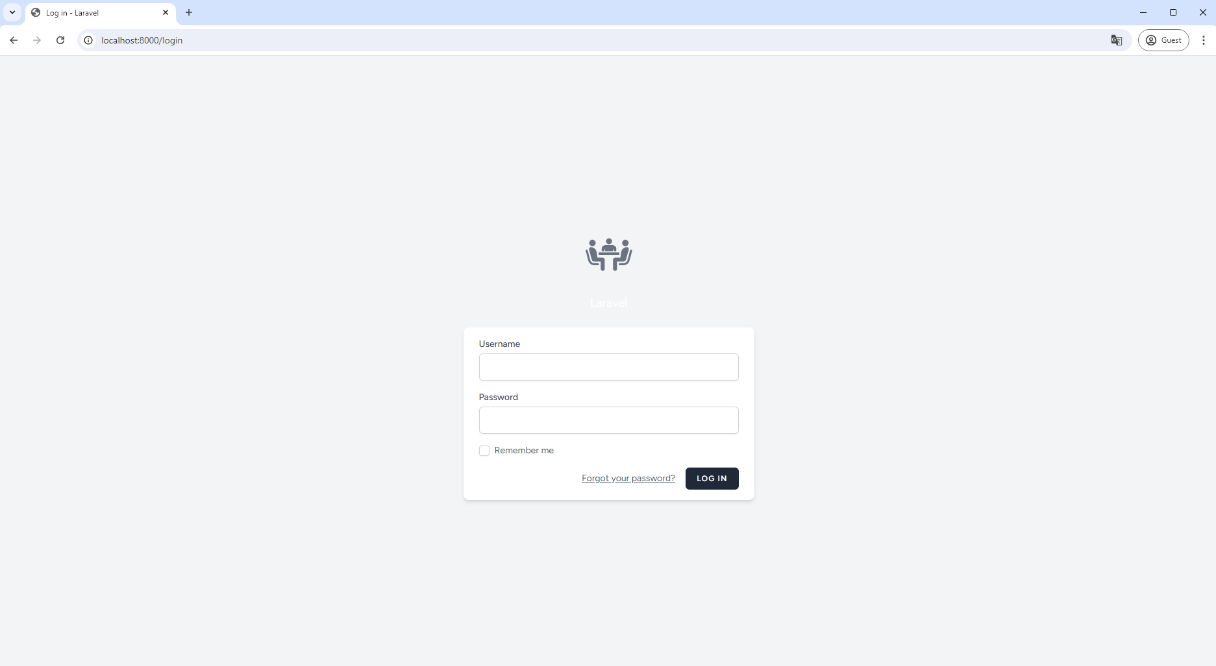 Log in - Laravel
localhost:8000/login
Guest
Laravel
Username
Password
Remember me
Forgot your password?
LOG IN